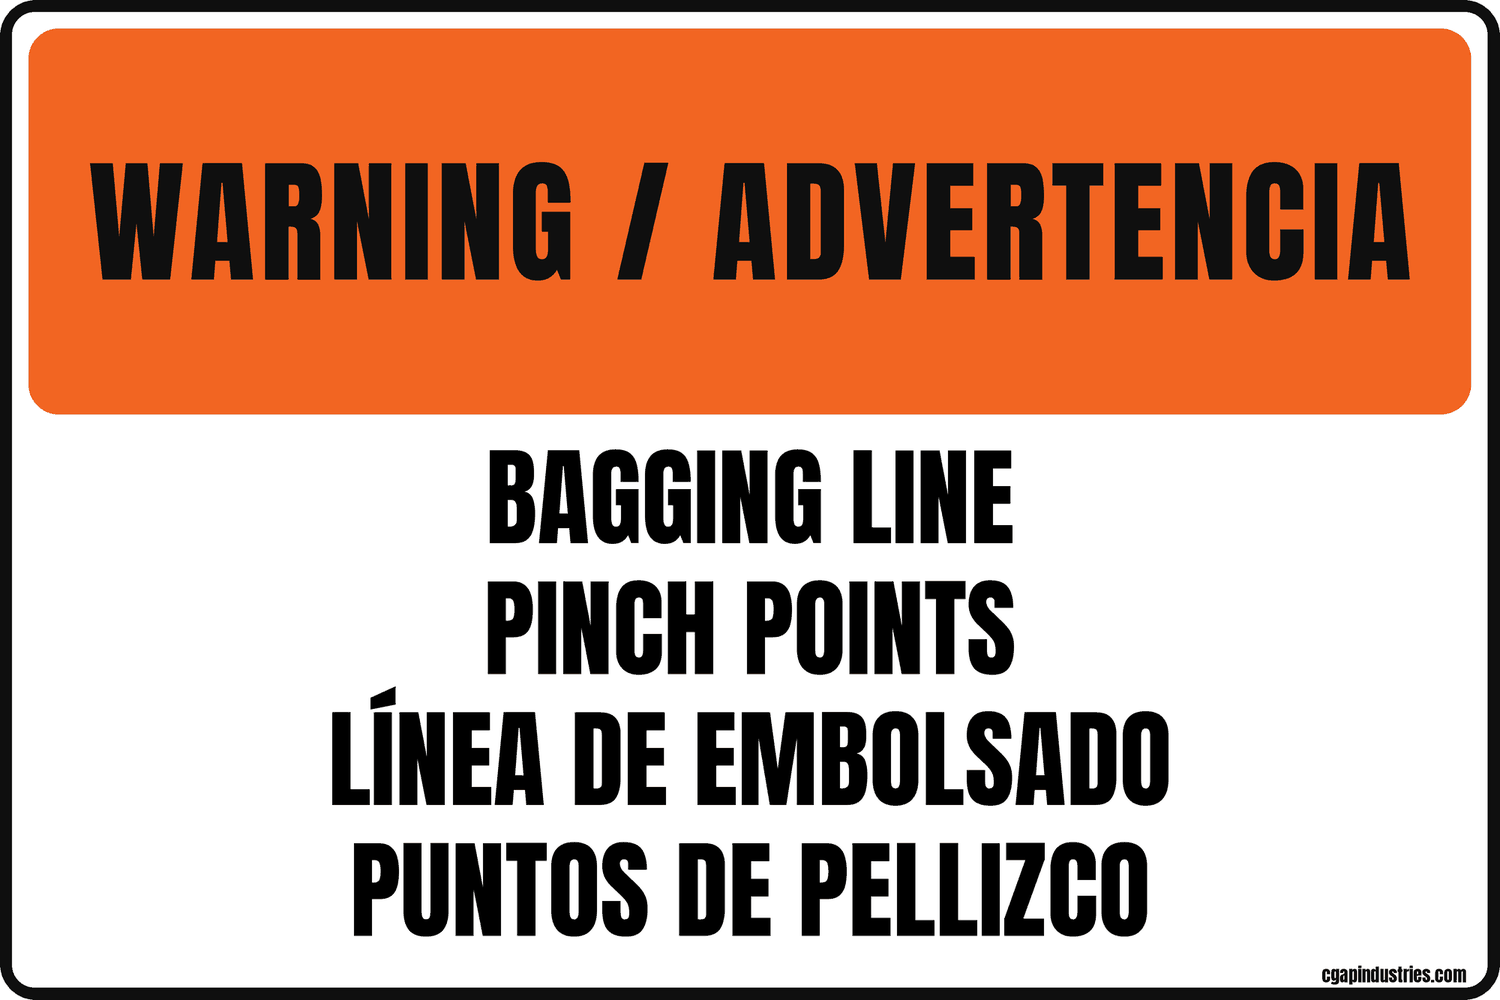 WARNING / ADVERTENCIA
BAGGING LINE
PINCH POINTS
LÍNEA DE EMBOLSADO
PUNTOS DE PELLIZCO
cgapindustries.com